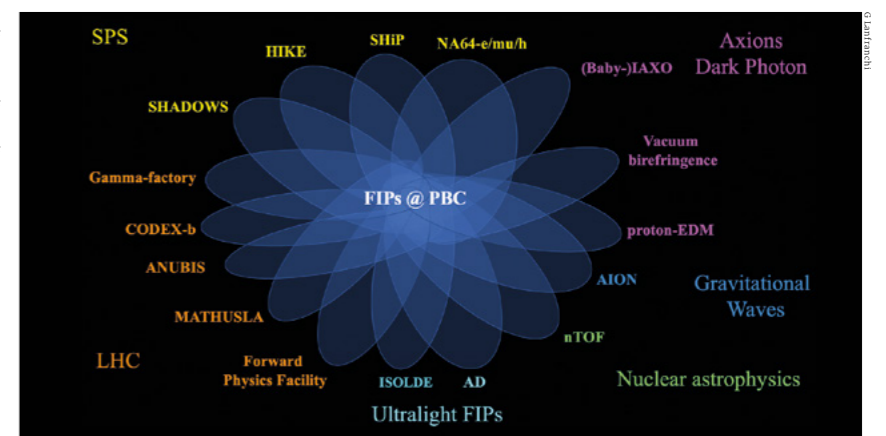 SPS
HIKE
SHiP
NA64-e/mu/h
(Baby-)IAXO
Axions
Dark Photon
SHADOWS
Vacuum
birefringence
Gamma-factory
FIPs @ PBC
CODEX-b
proton-EDM
ANUBIS
AION
Gravitational
Waves
MATHUSLA
nTOF
LHC
Forward
Physics Facility
ISOLDE
AD
Nuclear astrophysics
Ultralight FIPs
G Lanfranchi